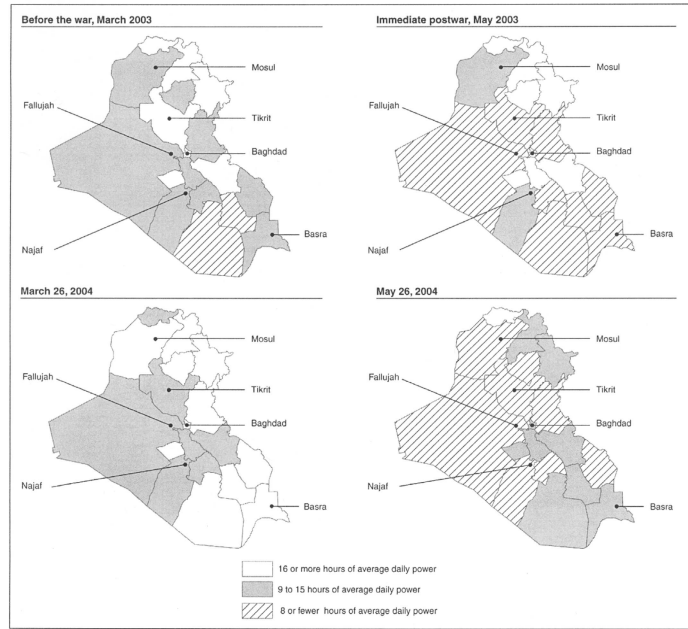 Before the war, March 2003
Mosul
Fallujah
Tikrit
Baghdad
Najaf
Basra
Immediate postwar, May 2003
Mosul
Fallujah
Tikrit
Baghdad
Najaf
Basra
March 26, 2004
Mosul
Fallujah
Tikrit
Baghdad
Najaf
Basra
May 26, 2004
Mosul
Fallujah
Tikrit
Baghdad
Najaf
Basra
16 or more hours of average daily power
9 to 15 hours of average daily power
8 or fewer hours of average daily power